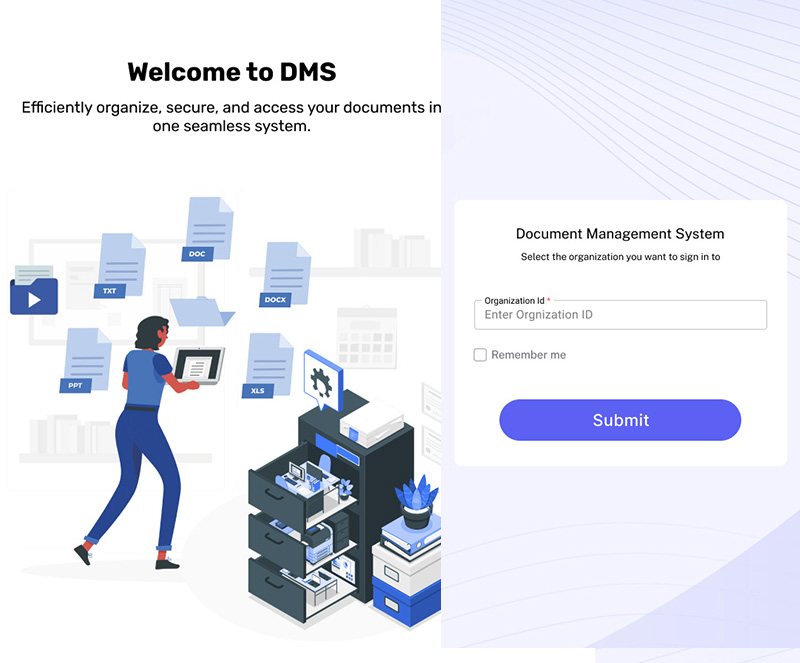 Welcome to DMS
Efficiently organize, secure, and access your documents in
one seamless system.
DOC
TXT
DOCX
PPT
XLS
Document Management System
Select the organization you want to sign in to
Organization Id *
Enter Orgnization ID
Remember me
Submit